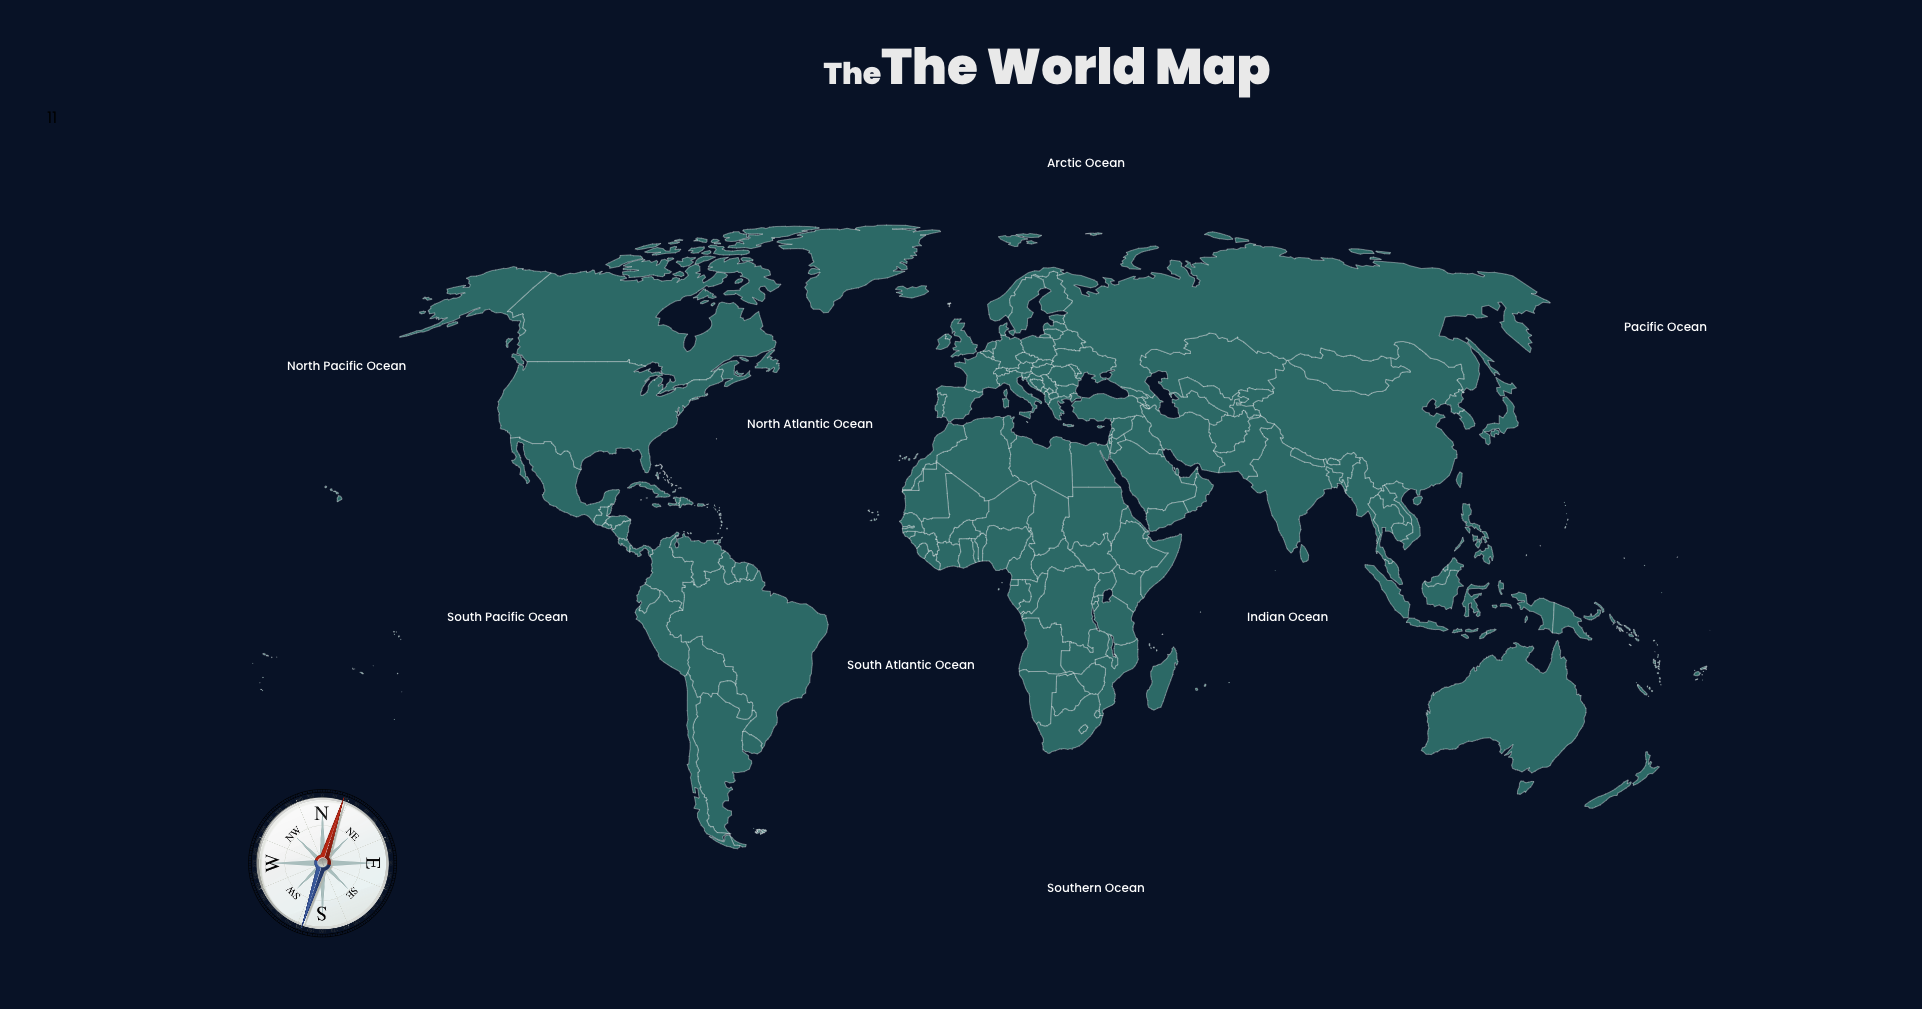 TheThe World Map
11
Arctic Ocean
Pacific Ocean
North Pacific Ocean
North Atlantic Ocean
South Pacific Ocean
Indian Ocean
South Atlantic Ocean
N
NW NE
W E
SW SE
S
Southern Ocean